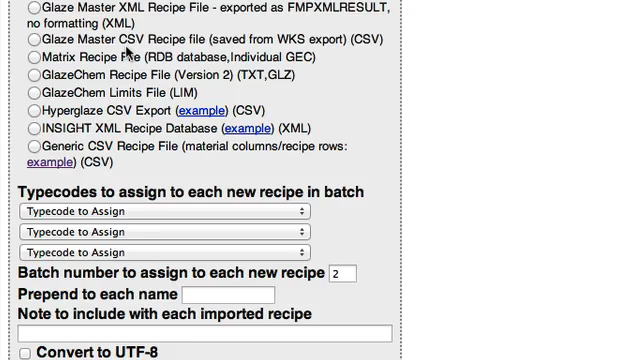 Glaze Master XML Recipe File - exported as FMPXMLRESULT,
no formatting (XML)
Glaze Master CSV Recipe file (saved from WKS export) (CSV)
Matrix Recipe File (RDB database,Individual GEC)
GlazeChem Recipe File (Version 2) (TXT,GLZ)
GlazeChem Limits File (LIM)
Hyperglaze CSV Export (example) (CSV)
INSIGHT XML Recipe Database (example) (XML)
Generic CSV Recipe File (material columns/recipe rows:
example) (CSV)
Typecodes to assign to each new recipe in batch
Typecode to Assign
Typecode to Assign
Typecode to Assign
Batch number to assign to each new recipe 2
Prepend to each name
Note to include with each imported recipe
Convert to UTF-8